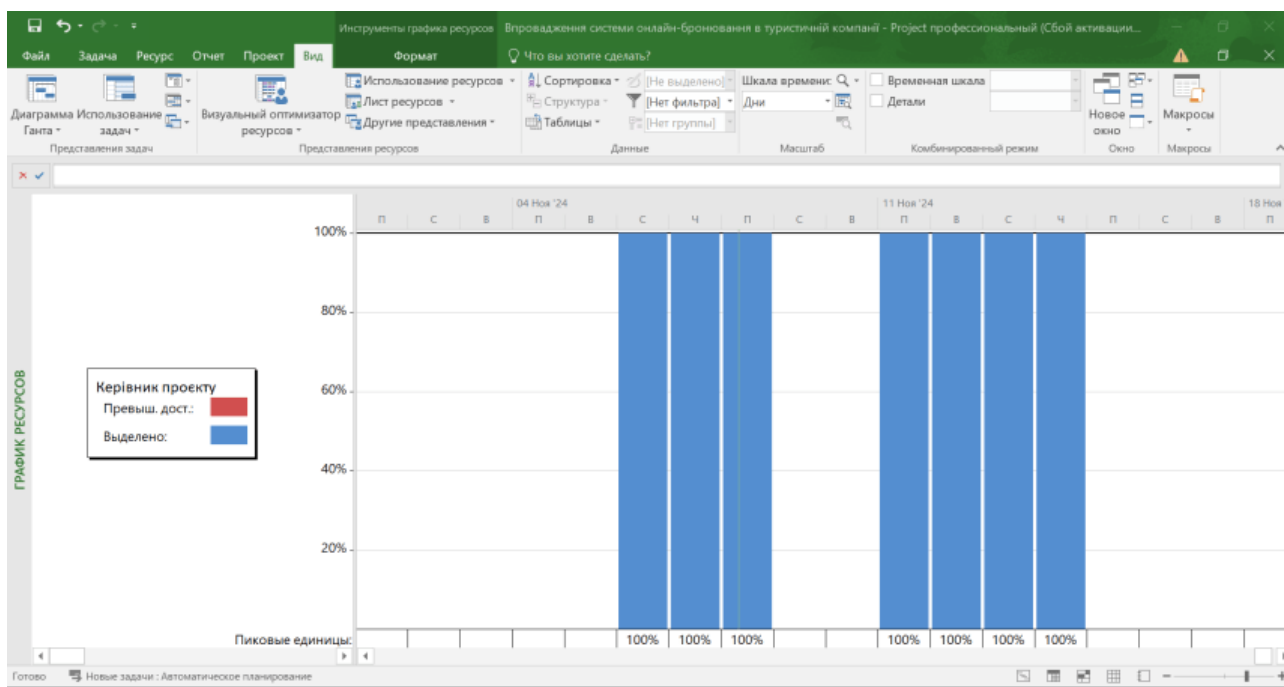 Инструменты графика ресурсов Впровадження системи онлайн-бронювання в туристичній компанії - Project профессиональный (Сбой активации...
Файл Задача Ресурс Отчет Проект Вид Формат Что вы хотите сделать?
Диаграмма Ганта
Использование задач
Представления задач
Визуальный оптимизатор ресурсов
Использование ресурсов
Лист ресурсов
Другие представления
Представления ресурсов
Сортировка
Структура
Таблицы
[Не выделено]
[Нет фильтра]
[Нет группы]
Данные
Шкала времени:
Дни
Масштаб
Временная шкала
Детали
Комбинированный режим
Новое окно
Окно
Макросы
Макросы
04 Ноя '24 11 Ноя '24 18 Ноя
П С В П В С Ч П С В П В С Ч П С В П
100%
80%
60%
40%
20%
ГРАФИК РЕСУРСОВ
Керівник проєкту
Превыш. дост.:
Выделено:
Пиковые единицы: 100% 100% 100% 100% 100% 100% 100%
Готово Новые задачи : Автоматическое планирование